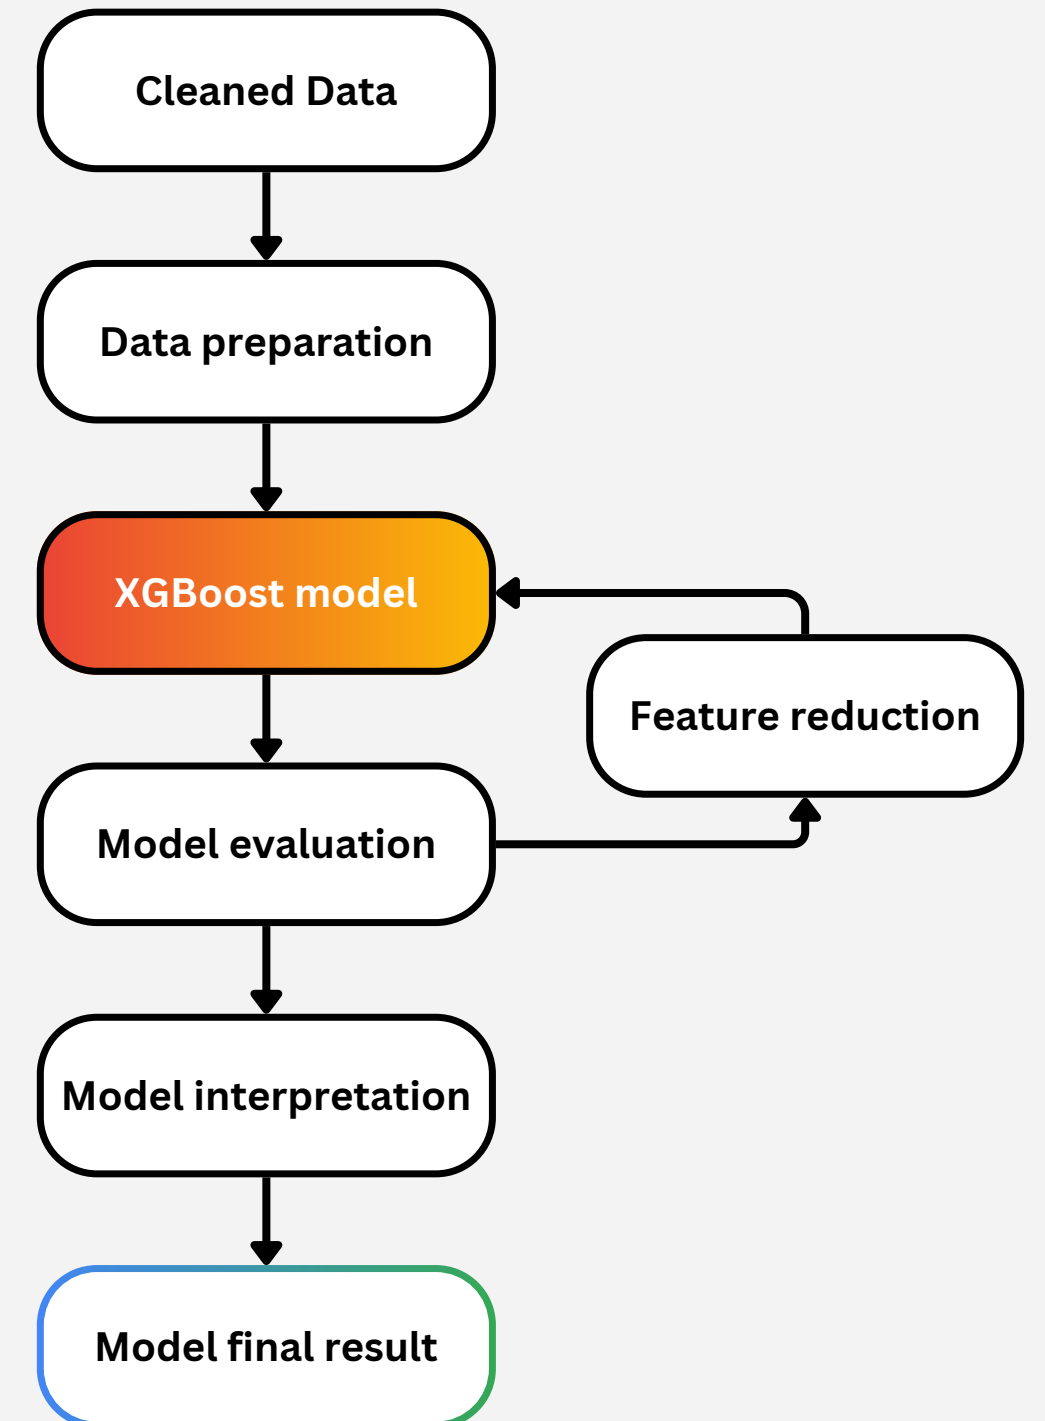 Cleaned Data
Data preparation
XGBoost model
Feature reduction
Model evaluation
Model interpretation
Model final result